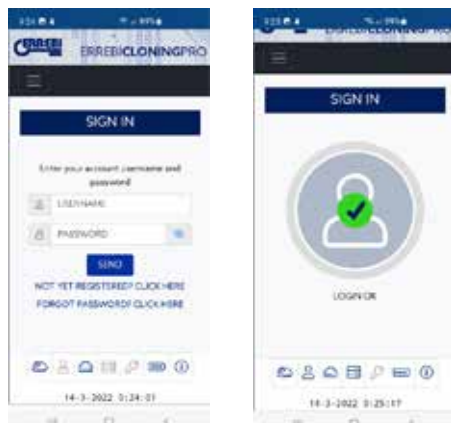 ERREBI
ERREBICLONINGPRO
SIGN IN
Enter your account username and
password
USERNAME
PASSWORD
SEND
NOT YET REGISTERED? CLICK HERE
FORGOT PASSWORD? CLICK HERE
14-3-2022 0:24:01
SIGN IN
LOGIN OK
14-3-2022 0:25:17